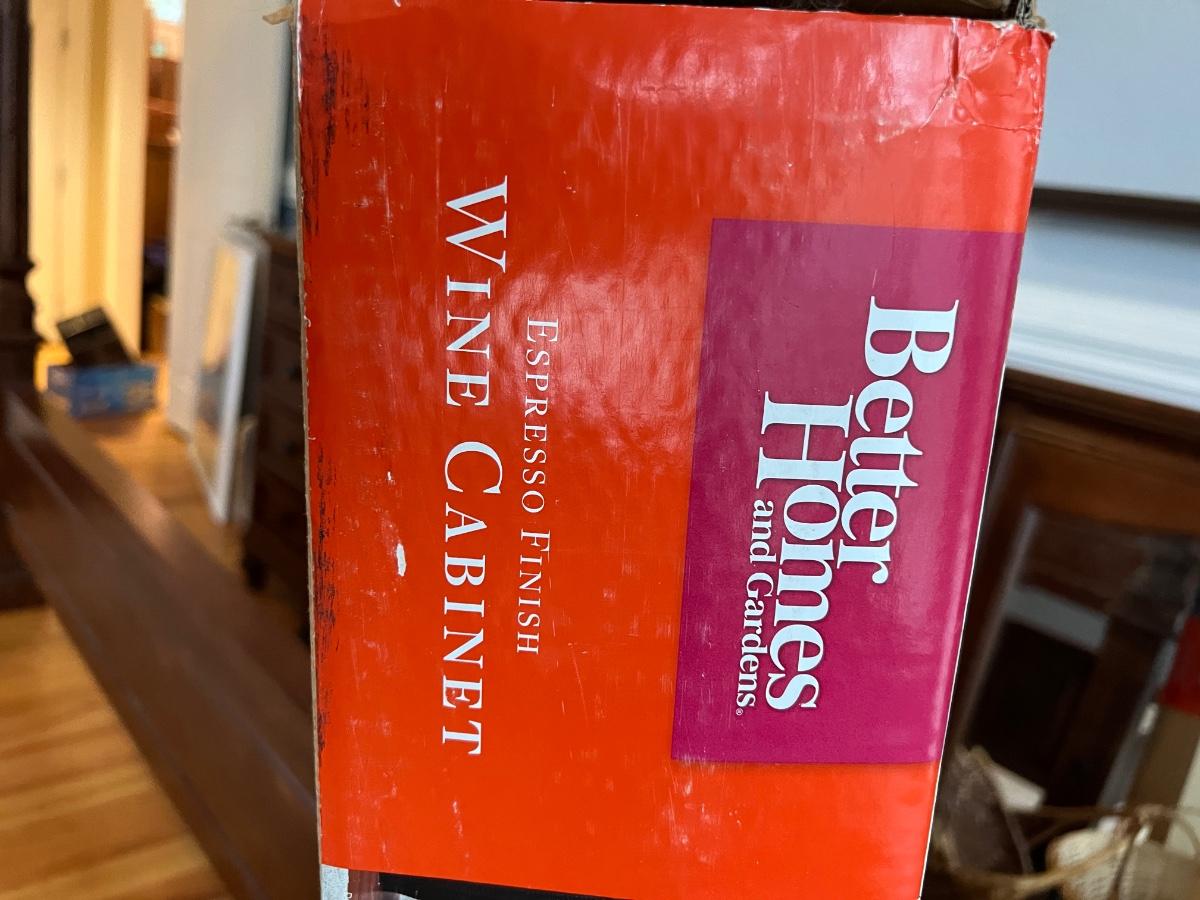 Better
Homes
and Gardens®
ESPRESSO FINISH
WINE CABINET